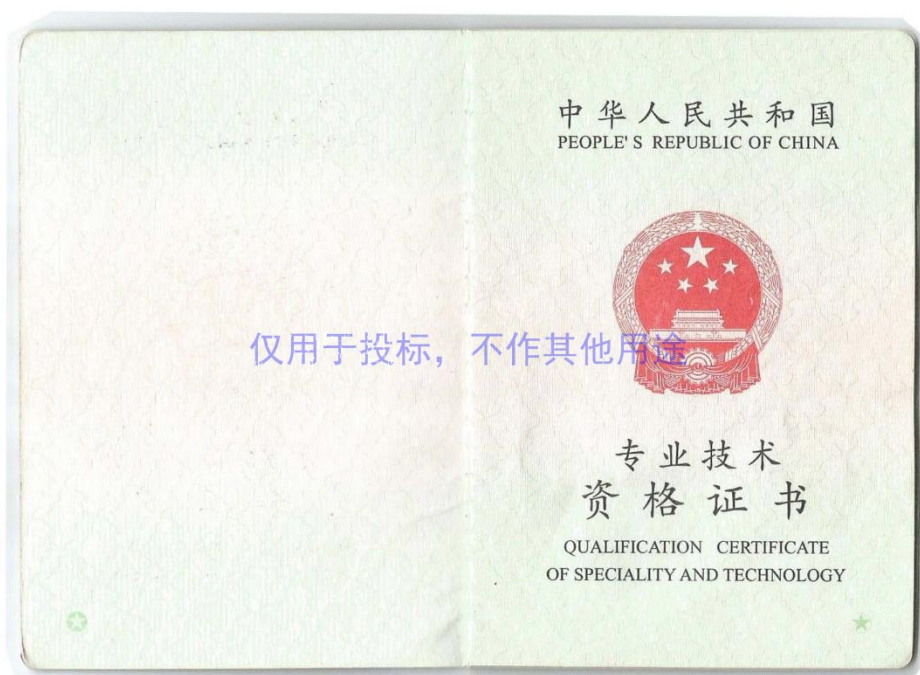 中华人民共和国
PEOPLE'S REPUBLIC OF CHINA
仅用于投标，不作其他用途
专业技术
资格证书
QUALIFICATION CERTIFICATE
OF SPECIALITY AND TECHNOLOGY